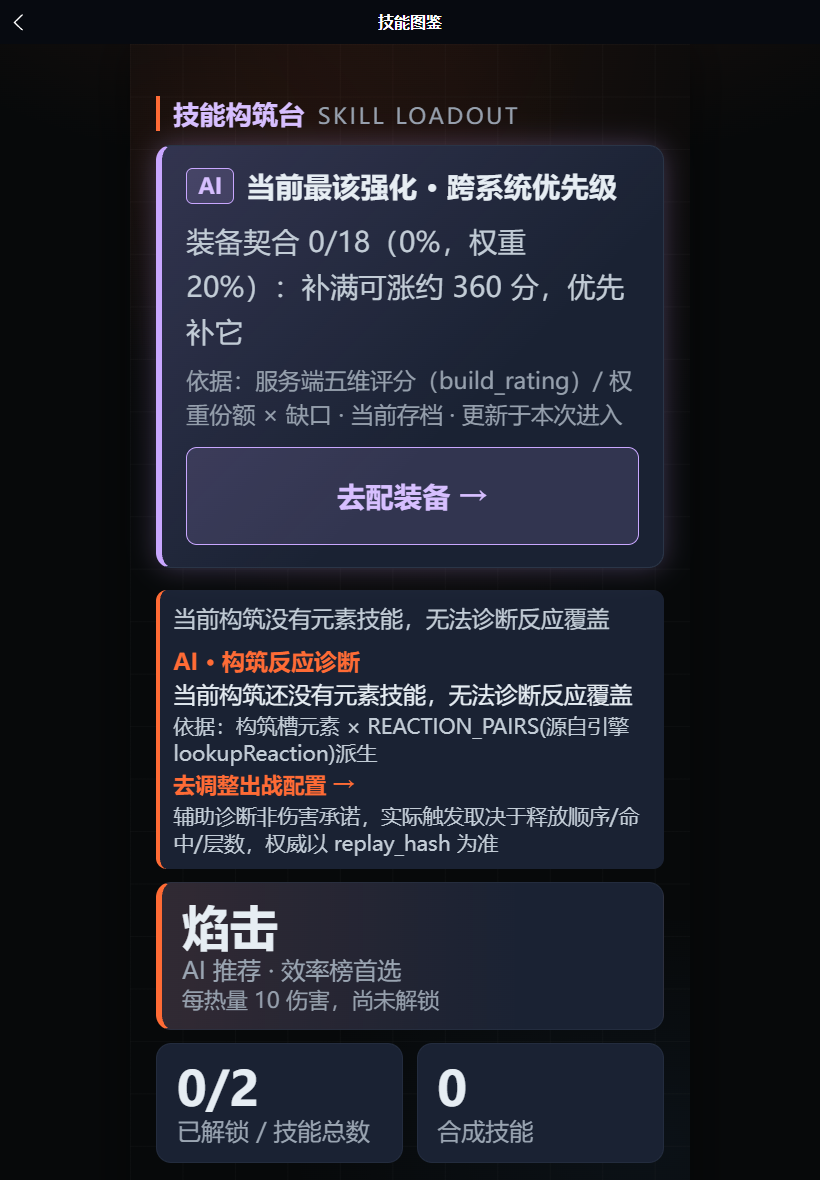 技能图鉴
技能构筑台 SKILL LOADOUT
AI 当前最该强化 • 跨系统优先级
装备契合 0/18（0%，权重
20%）：补满可涨约 360 分，优先
补它
依据：服务端五维评分（build_rating）/ 权
重份额 × 缺口 · 当前存档 · 更新于本次进入
去配装备 →
当前构筑没有元素技能，无法诊断反应覆盖
AI • 构筑反应诊断
当前构筑还没有元素技能，无法诊断反应覆盖
依据：构筑槽元素 × REACTION_PAIRS(源自引擎
lookupReaction)派生
去调整出战配置 →
辅助诊断非伤害承诺，实际触发取决于释放顺序/命
中/层数，权威以 replay_hash 为准
焰击
AI 推荐 · 效率榜首选
每热量 10 伤害，尚未解锁
0/2
已解锁 / 技能总数
0
合成技能